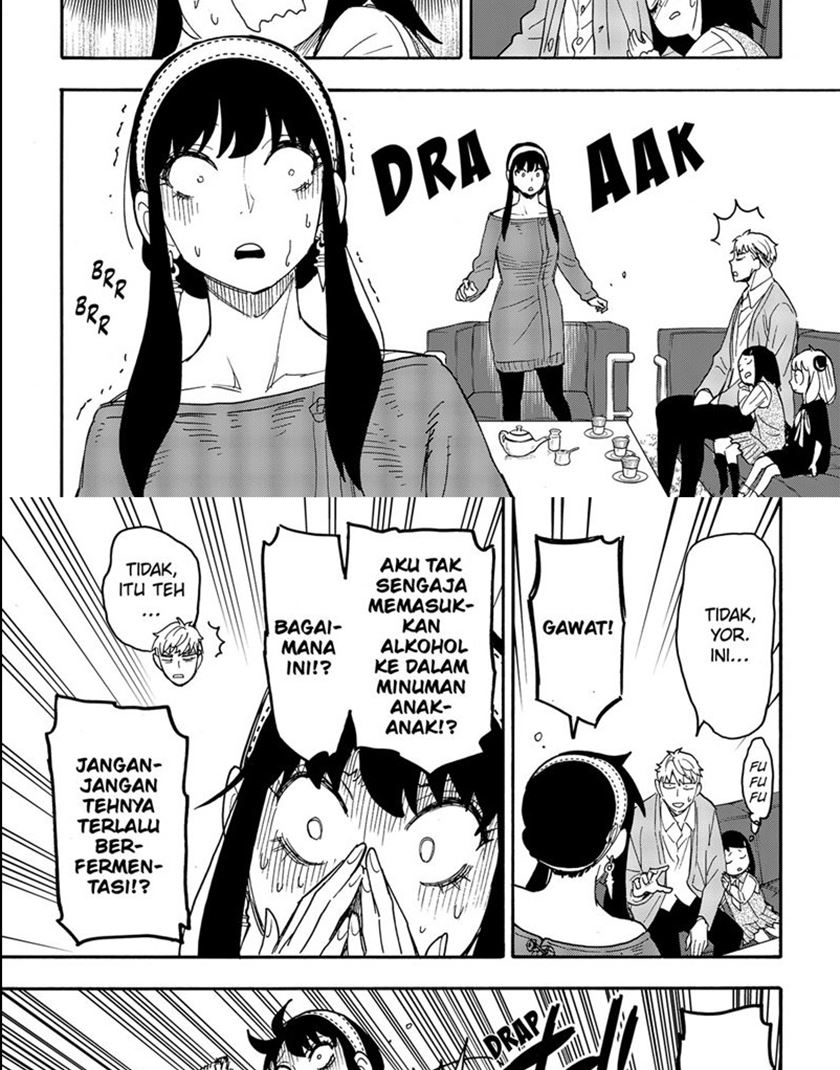 DRA
AAK
BRR
BRR
TIDAK,
YOR.
INI...
FU
FU
FU
GAWAT!
AKU TAK
SENGAJA
MEMASUK-
KAN
ALKOHOL
KE DALAM
MINUMAN
ANAK-
ANAK!?
BAGAI-
MANA
INI!?
TIDAK,
ITU TEH
...
JANGAN-
JANGAN
TEHNYA
TERLALU
BER-
FERMEN-
TASI!?
DRAP